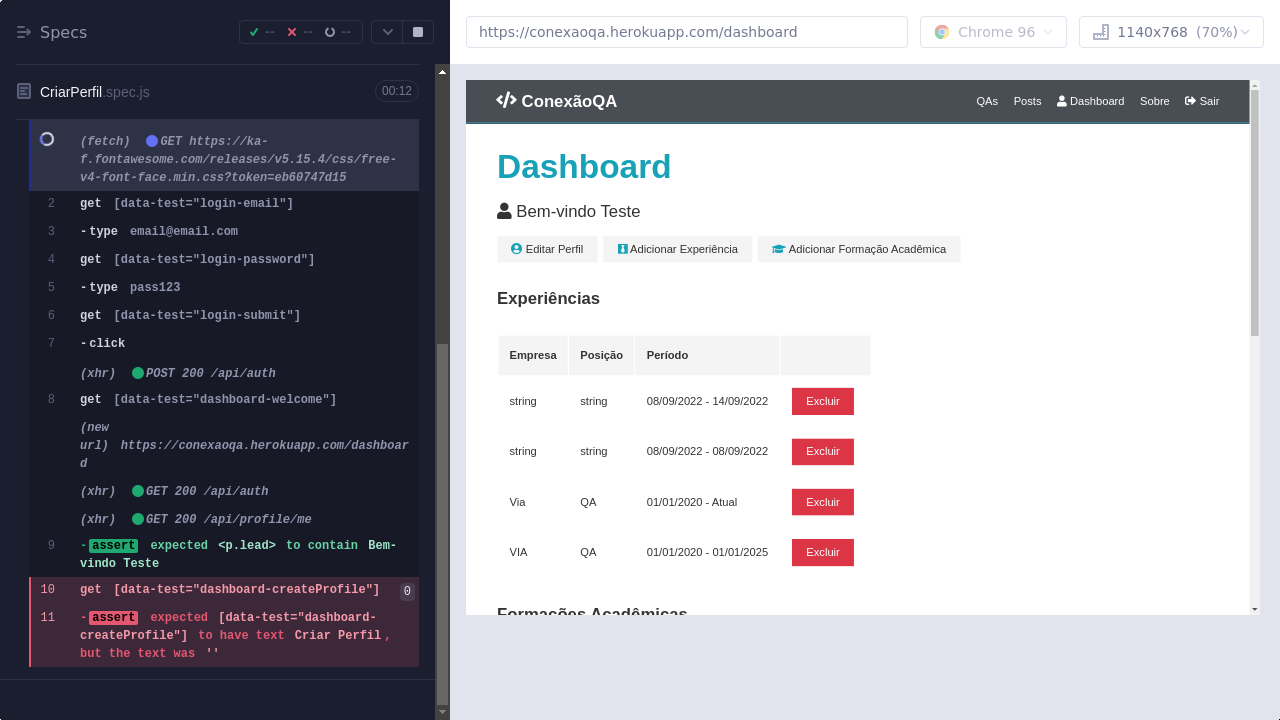 Specs
-- -- --
CriarPerfil.spec.js
00:12
(fetch) GET https://ka-
f.fontawesome.com/releases/v5.15.4/css/free-
v4-font-face.min.css?token=eb60747d15
2 get [data-test="login-email"]
3 -type email@email.com
4 get [data-test="login-password"]
5 -type pass123
6 get [data-test="login-submit"]
7 -click
(xhr) POST 200 /api/auth
8 get [data-test="dashboard-welcome"]
(new
url) https://conexaoqa.herokuapp.com/dashboar
d
(xhr) GET 200 /api/auth
(xhr) GET 200 /api/profile/me
9 -assert expected <p.lead> to contain Bem-
vindo Teste
10 get [data-test="dashboard-createProfile"] 0
11 -assert expected [data-test="dashboard-
createProfile"] to have text Criar Perfil,
but the text was ''
https://conexaoqa.herokuapp.com/dashboard
Chrome 96
1140x768 (70%)
ConexãoQA
QAs Posts Dashboard Sobre Sair
Dashboard
Bem-vindo Teste
Editar Perfil Adicionar Experiência Adicionar Formação Acadêmica
Experiências
Empresa Posição Período
string string 08/09/2022 - 14/09/2022 Excluir
string string 08/09/2022 - 08/09/2022 Excluir
Via QA 01/01/2020 - Atual Excluir
VIA QA 01/01/2020 - 01/01/2025 Excluir
Formações Acadêmicas